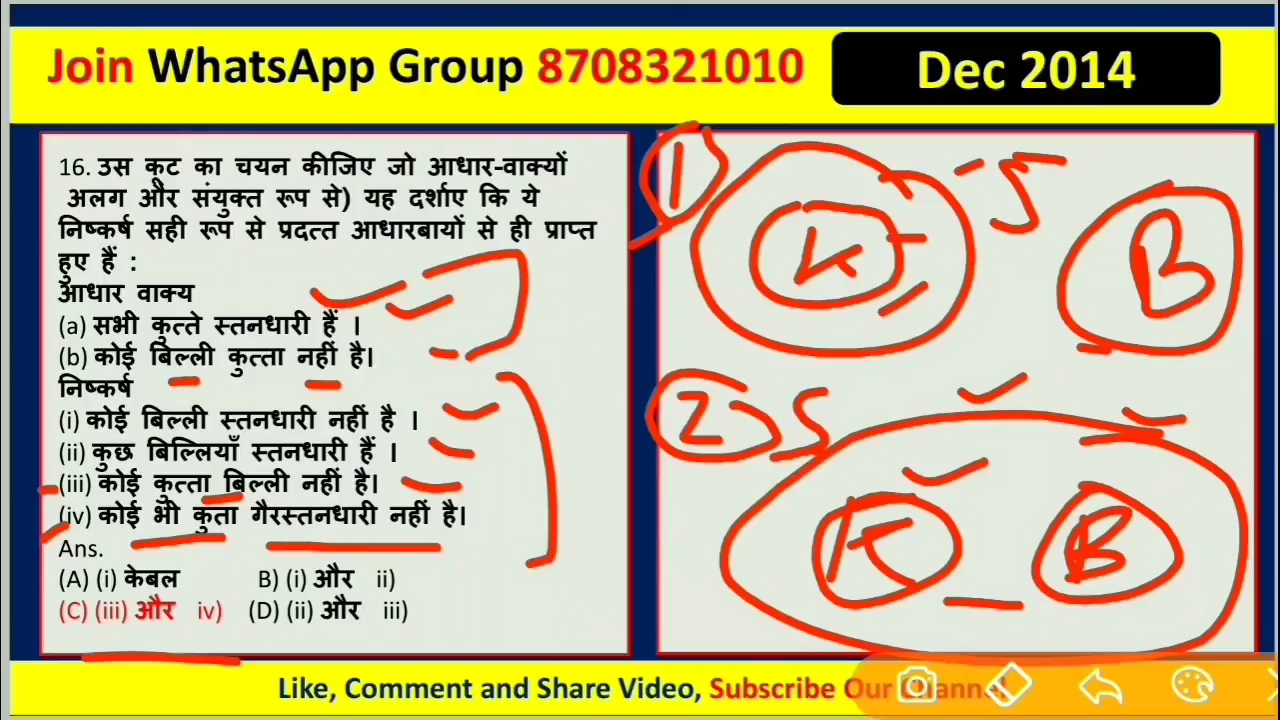 Join WhatsApp Group 8708321010
Dec 2014
16. उस कूट का चयन कीजिए जो आधार-वाक्यों
अलग और संयुक्त रूप से) यह दर्शाए कि ये
निष्कर्ष सही रूप से प्रदत्त आधारबायों से ही प्राप्त
हुए हैं :
आधार वाक्य
(a) सभी कुत्ते स्तनधारी हैं ।
(b) कोई बिल्ली कुत्ता नहीं है।
निष्कर्ष
(i) कोई बिल्ली स्तनधारी नहीं है ।
(ii) कुछ बिल्लियाँ स्तनधारी हैं ।
(iii) कोई कुत्ता बिल्ली नहीं है।
(iv) कोई भी कुता गैरस्तनधारी नहीं है।
Ans.
(A) (i) केबल B) (i) और ii)
(C) (iii) और iv) (D) (ii) और iii)
1
K
S
B
2
S
K
B
Like, Comment and Share Video, Subscribe Our Channel